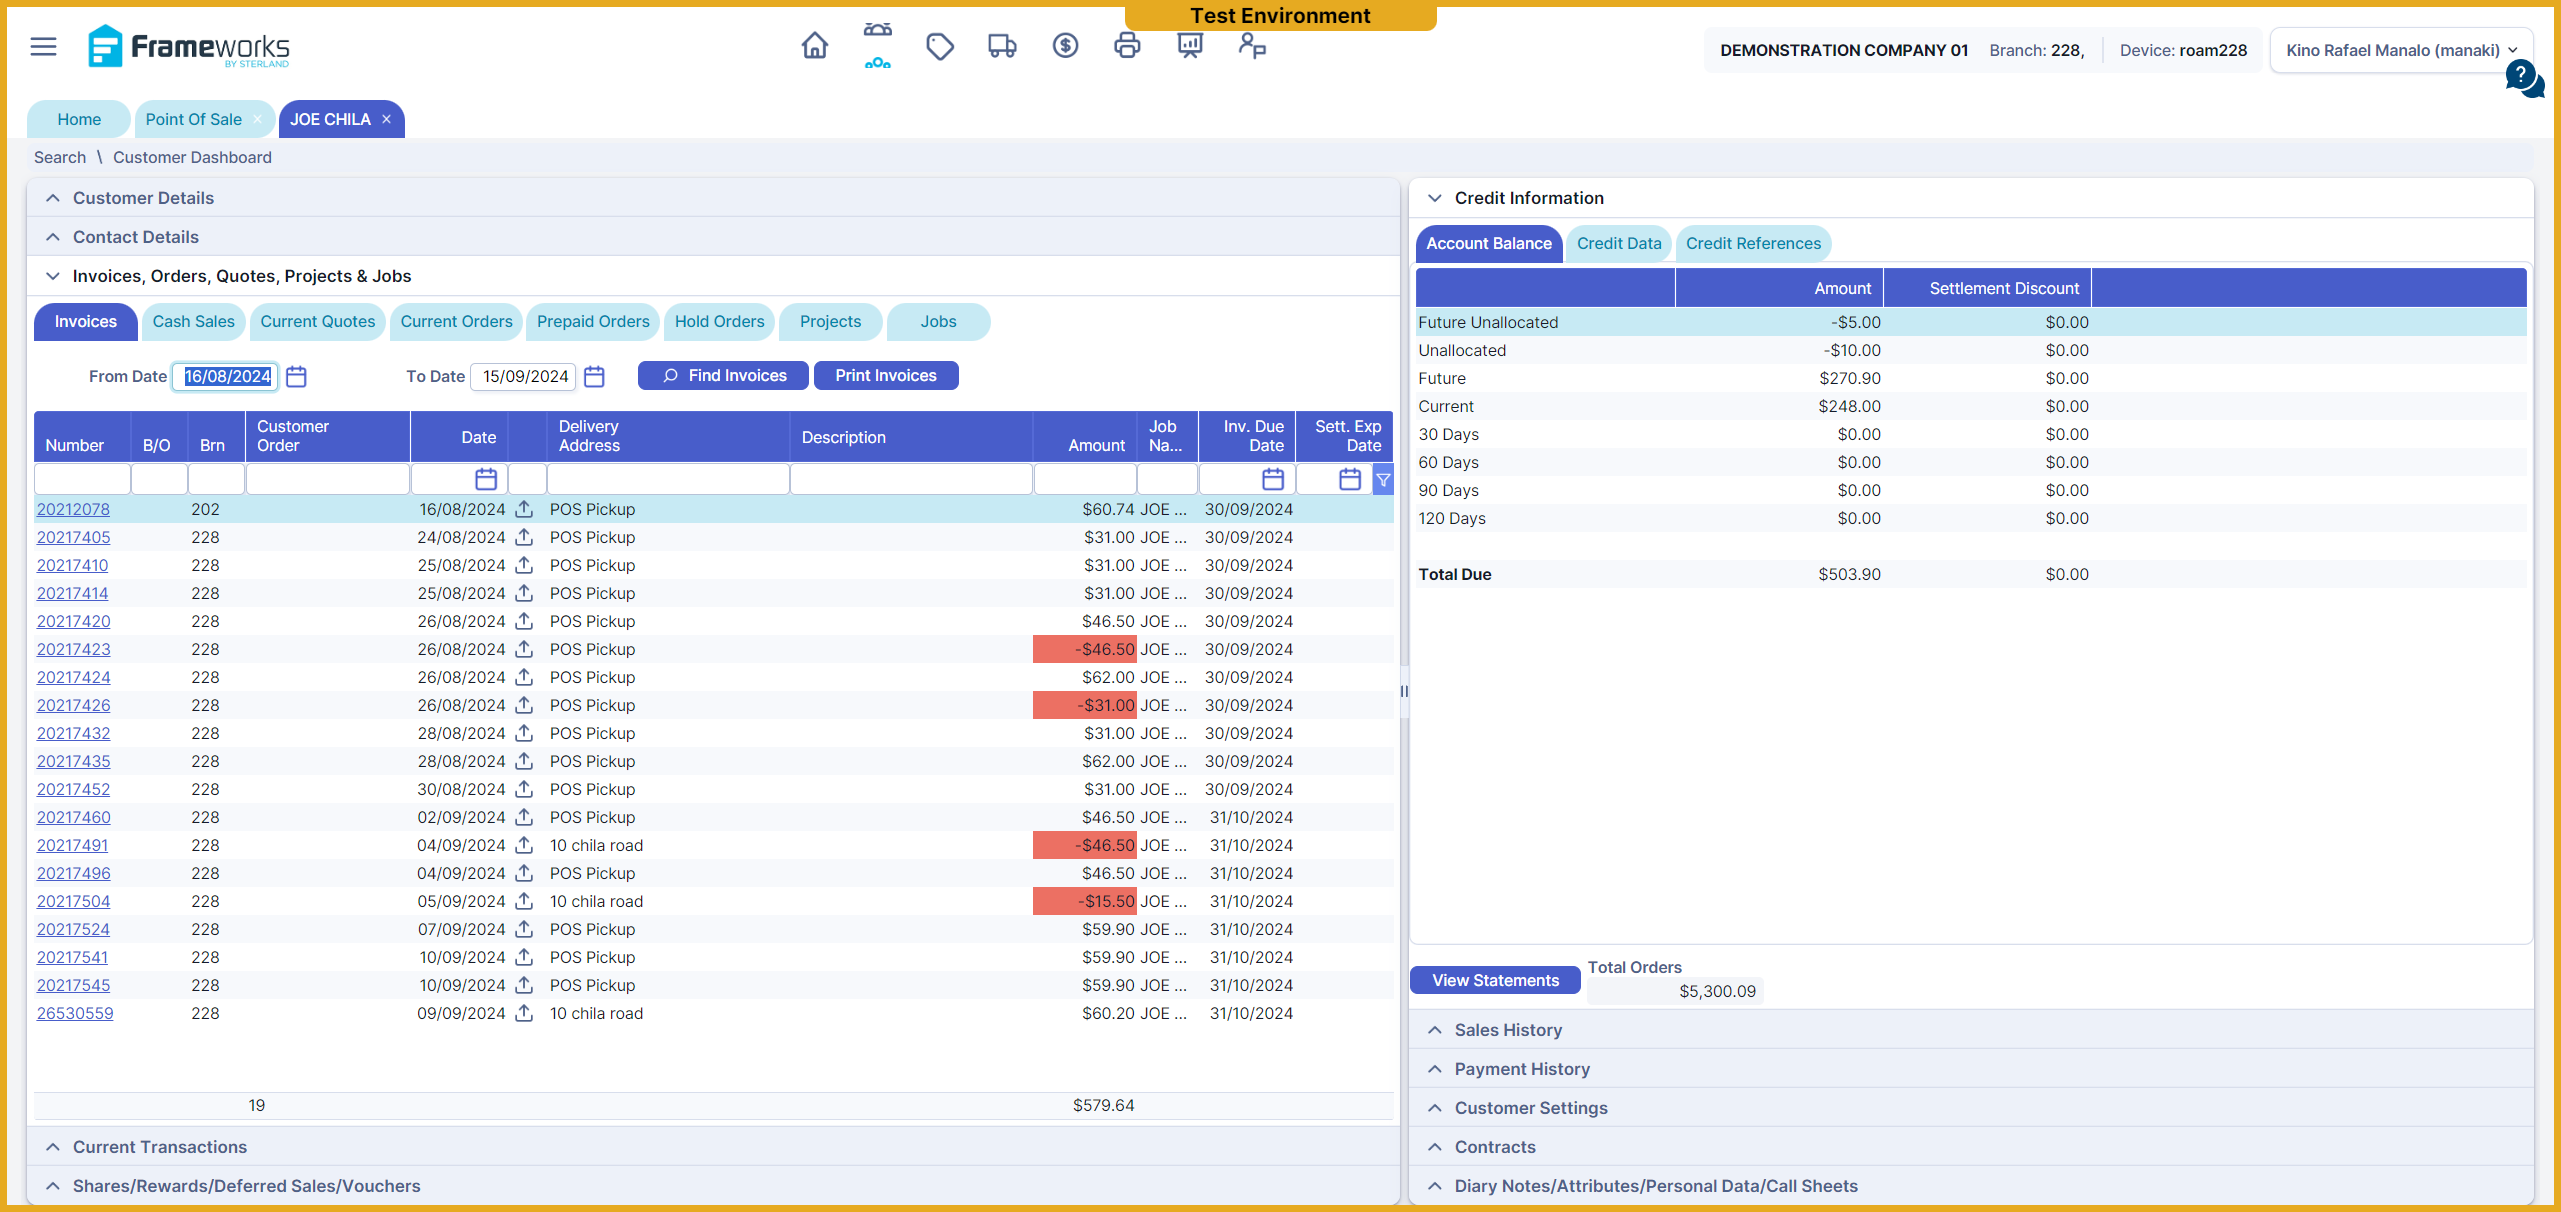 Test Environment
Frameworks
BY STERLAND
DEMONSTRATION COMPANY 01 Branch: 228, Device: roam228 Kino Rafael Manalo (manaki)
?
Home Point Of Sale × JOE CHILA ×
Search \ Customer Dashboard
Customer Details
Contact Details
Invoices, Orders, Quotes, Projects & Jobs
Invoices Cash Sales Current Quotes Current Orders Prepaid Orders Hold Orders Projects Jobs
From Date 16/08/2024 To Date 15/09/2024 Find Invoices Print Invoices
Number B/O Brn Customer Order Date Delivery Address Description Amount Job Na... Inv. Due Date Sett. Exp Date
20212078 202 16/08/2024 POS Pickup $60.74 JOE ... 30/09/2024
20217405 228 24/08/2024 POS Pickup $31.00 JOE ... 30/09/2024
20217410 228 25/08/2024 POS Pickup $31.00 JOE ... 30/09/2024
20217414 228 25/08/2024 POS Pickup $31.00 JOE ... 30/09/2024
20217420 228 26/08/2024 POS Pickup $46.50 JOE ... 30/09/2024
20217423 228 26/08/2024 POS Pickup -$46.50 JOE ... 30/09/2024
20217424 228 26/08/2024 POS Pickup $62.00 JOE ... 30/09/2024
20217426 228 26/08/2024 POS Pickup -$31.00 JOE ... 30/09/2024
20217432 228 28/08/2024 POS Pickup $31.00 JOE ... 30/09/2024
20217435 228 28/08/2024 POS Pickup $62.00 JOE ... 30/09/2024
20217452 228 30/08/2024 POS Pickup $31.00 JOE ... 30/09/2024
20217460 228 02/09/2024 POS Pickup $46.50 JOE ... 31/10/2024
20217491 228 04/09/2024 10 chila road -$46.50 JOE ... 31/10/2024
20217496 228 04/09/2024 POS Pickup $46.50 JOE ... 31/10/2024
20217504 228 05/09/2024 10 chila road -$15.50 JOE ... 31/10/2024
20217524 228 07/09/2024 POS Pickup $59.90 JOE ... 31/10/2024
20217541 228 10/09/2024 POS Pickup $59.90 JOE ... 31/10/2024
20217545 228 10/09/2024 POS Pickup $59.90 JOE ... 31/10/2024
26530559 228 09/09/2024 10 chila road $60.20 JOE ... 31/10/2024
19 $579.64
Current Transactions
Shares/Rewards/Deferred Sales/Vouchers
Credit Information
Account Balance Credit Data Credit References
Amount Settlement Discount
Future Unallocated -$5.00 $0.00
Unallocated -$10.00 $0.00
Future $270.90 $0.00
Current $248.00 $0.00
30 Days $0.00 $0.00
60 Days $0.00 $0.00
90 Days $0.00 $0.00
120 Days $0.00 $0.00
Total Due $503.90 $0.00
View Statements Total Orders
$5,300.09
Sales History
Payment History
Customer Settings
Contracts
Diary Notes/Attributes/Personal Data/Call Sheets